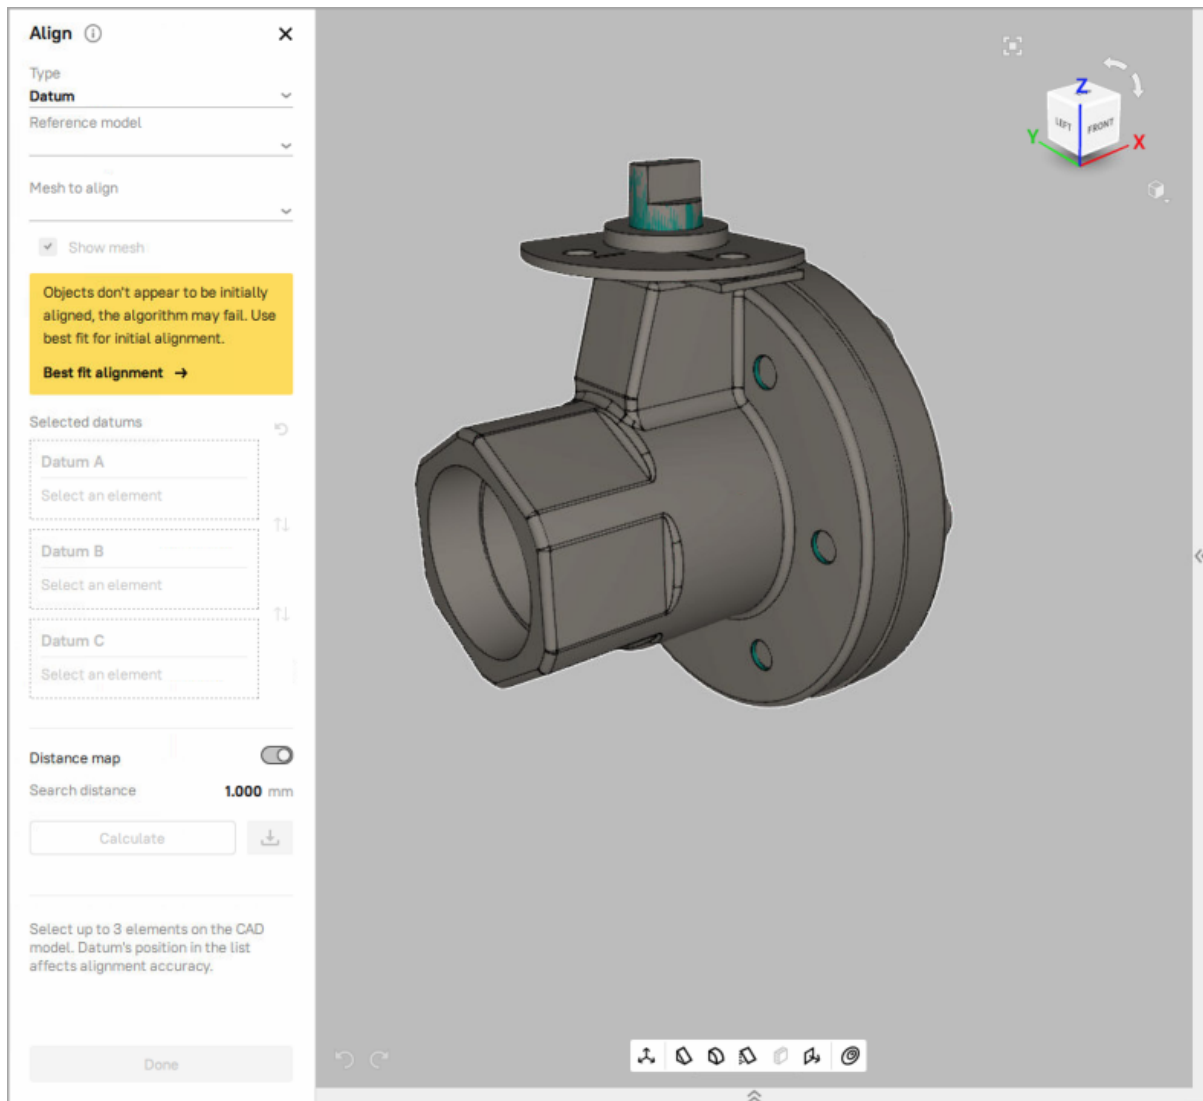 Align
Type
Datum
Reference model
Mesh to align
Show mesh
Objects don't appear to be initially
aligned, the algorithm may fail. Use
best fit for initial alignment.
Best fit alignment →
Selected datums
Datum A
Select an element
Datum B
Select an element
Datum C
Select an element
Distance map
Search distance 1.000 mm
Calculate
Select up to 3 elements on the CAD
model. Datum's position in the list
affects alignment accuracy.
Done
Z
LEFT FRONT
Y X